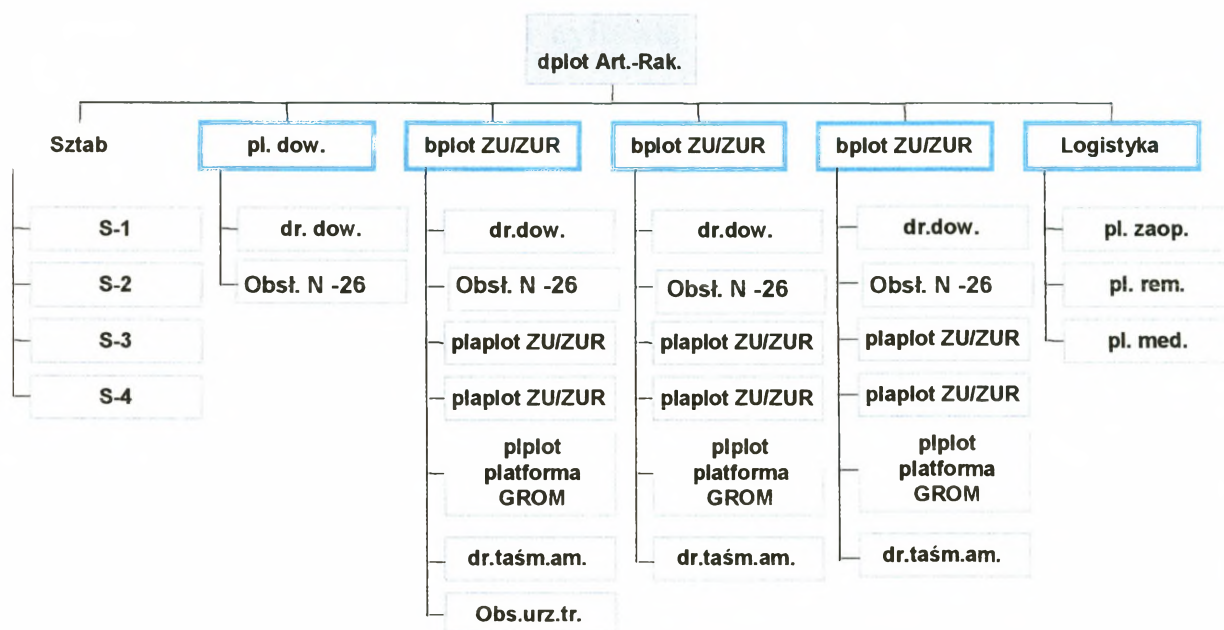 dplot Art.-Rak.
Sztab
pl. dow.
bplot ZU/ZUR
bplot ZU/ZUR
bplot ZU/ZUR
Logistyka
S-1
S-2
S-3
S-4
dr. dow.
Obsł. N -26
dr.dow.
Obsł. N -26
plaplot ZU/ZUR
plaplot ZU/ZUR
plplot
platforma
GROM
dr.taśm.am.
Obs.urz.tr.
dr.dow.
Obsł. N -26
plaplot ZU/ZUR
plaplot ZU/ZUR
plplot
platforma
GROM
dr.taśm.am.
dr.dow.
Obsł. N -26
plaplot ZU/ZUR
plaplot ZU/ZUR
plplot
platforma
GROM
dr.taśm.am.
pl. zaop.
pl. rem.
pl. med.